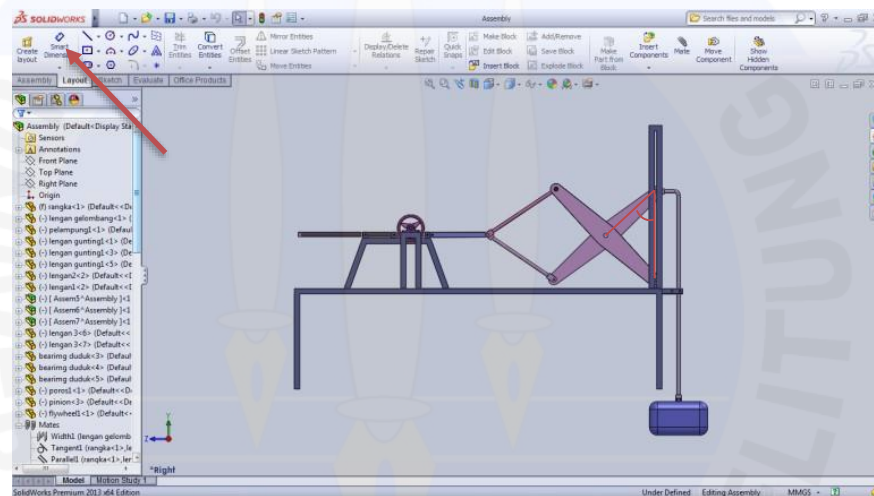 SOLIDWORKS
Assembly
Search files and models
Create layout
Smart Dimension
Trim Entities
Convert Entities
Offset Entities
Mirror Entities
Linear Sketch Pattern
Move Entities
Display/Delete Relations
Repair Sketch
Quick Snaps
Make Block
Edit Block
Insert Block
Add/Remove
Save Block
Explode Block
Make Part from Block
Insert Components
Mate
Move Component
Show Hidden Components
Assembly Layout Sketch Evaluate Office Products
Assembly (Default<Display Sta
Sensors
Annotations
Front Plane
Top Plane
Right Plane
Origin
(f) rangka<1> (Default<<De
(-) lengan gelombang<1> (
(-) pelampung1<1> (Defaul
(-) lengan gunting1<1> (De
(-) lengan gunting1<3> (De
(-) lengan gunting1<5> (De
(-) lengan2<2> (Default<<D
(-) lengan1<2> (Default<<D
(-) [ Assem5^Assembly ]<1
(-) [ Assem6^Assembly ]<1
(-) [ Assem7^Assembly ]<1
(-) lengan 3<6> (Default<<
(-) lengan 3<7> (Default<<
bearimg duduk<3> (Defaul
bearimg duduk<4> (Defaul
bearimg duduk<5> (Defaul
(-) poros1<1> (Default<<De
(-) pinion<3> (Default<<De
(-) flywheel1<1> (Default<
Mates
Width1 (lengan gelomb
Tangent1 (rangka<1>,le
Parallel1 (rangka<1>,ler
Y
Z
*Right
Model Motion Study 1
SolidWorks Premium 2013 x64 Edition
Under Defined Editing Assembly MMGS